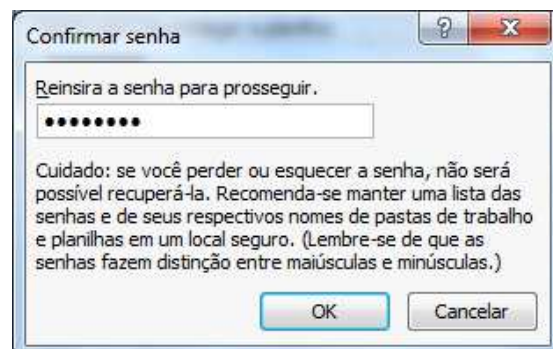 Confirmar senha
Reinsira a senha para prosseguir.
••••••••
Cuidado: se você perder ou esquecer a senha, não será
possível recuperá-la. Recomenda-se manter uma lista das
senhas e de seus respectivos nomes de pastas de trabalho
e planilhas em um local seguro. (Lembre-se de que as
senhas fazem distinção entre maiúsculas e minúsculas.)
OK
Cancelar